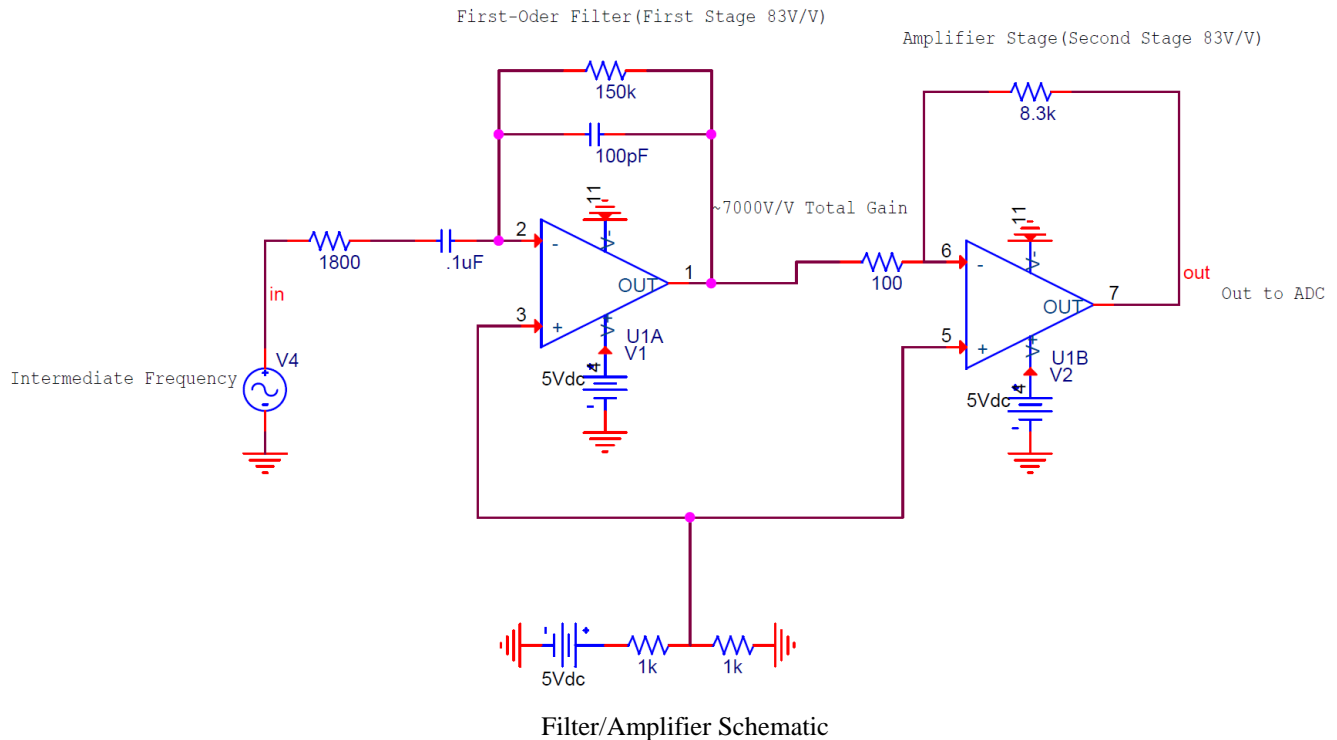 First-Oder Filter(First Stage 83V/V)
Amplifier Stage(Second Stage 83V/V)
150k
8.3k
100pF
11
~7000V/V Total Gain
11
2
-
V-
6
-
V-
1800
.1uF
OUT
1
100
out
in
OUT
7
Out to ADC
3
+
V+
U1A
5
+
V+
U1B
V4
V1
V2
Intermediate Frequency
+
-
5Vdc
+
4
-
5Vdc
+
4
-
-
+
5Vdc
1k
1k
Filter/Amplifier Schematic